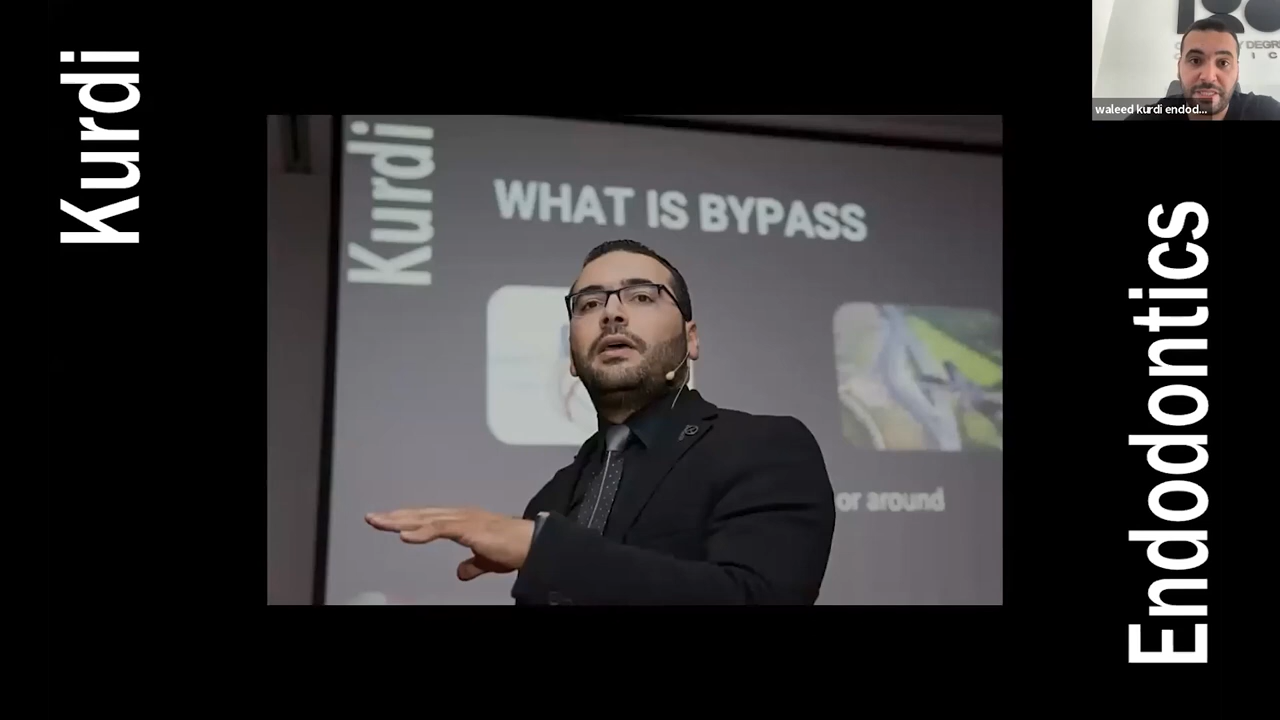 Kurdi
waleed kurdi endod...
Kurdi
WHAT IS BYPASS
or around
Endodontics